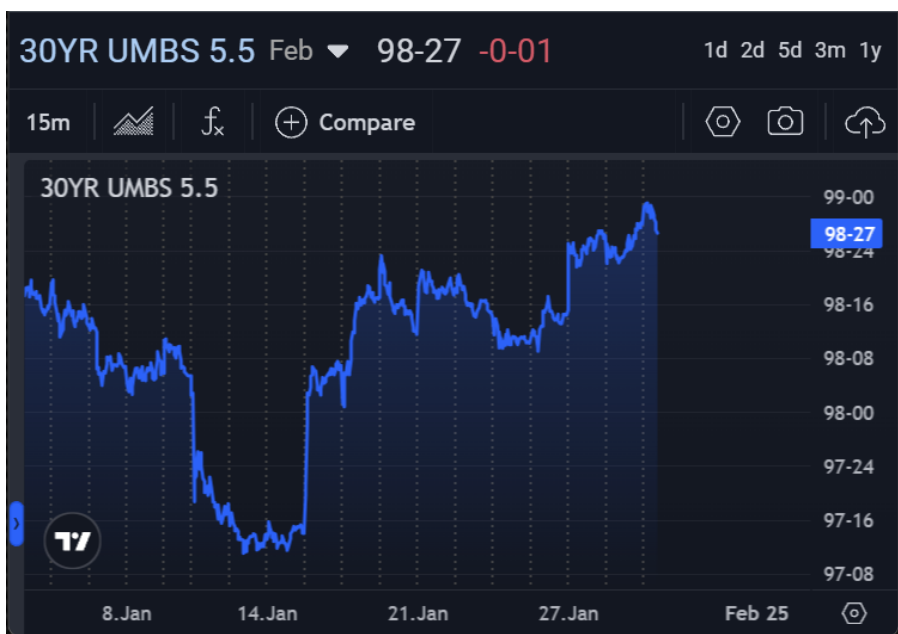 30YR UMBS 5.5 Feb 98-27 -0-01 1d 2d 5d 3m 1y
15m fx Compare
30YR UMBS 5.5
99-00
98-27
98-24
98-16
98-08
98-00
97-24
97-16
97-08
8.Jan 14.Jan 21.Jan 27.Jan Feb 25